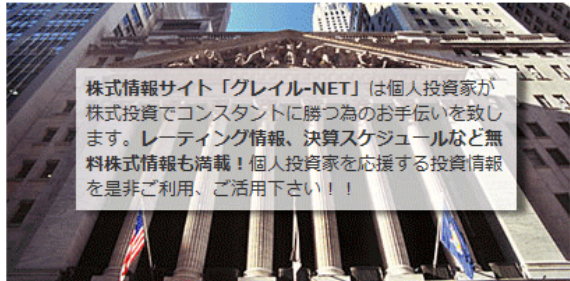 株式情報サイト「グレイル-NET」は個人投資家が
株式投資でコンスタントに勝つ為のお手伝いを致し
ます。レーティング情報、決算スケジュールなど無
料株式情報も満載！個人投資家を応援する投資情報
を是非ご利用、ご活用下さい！！